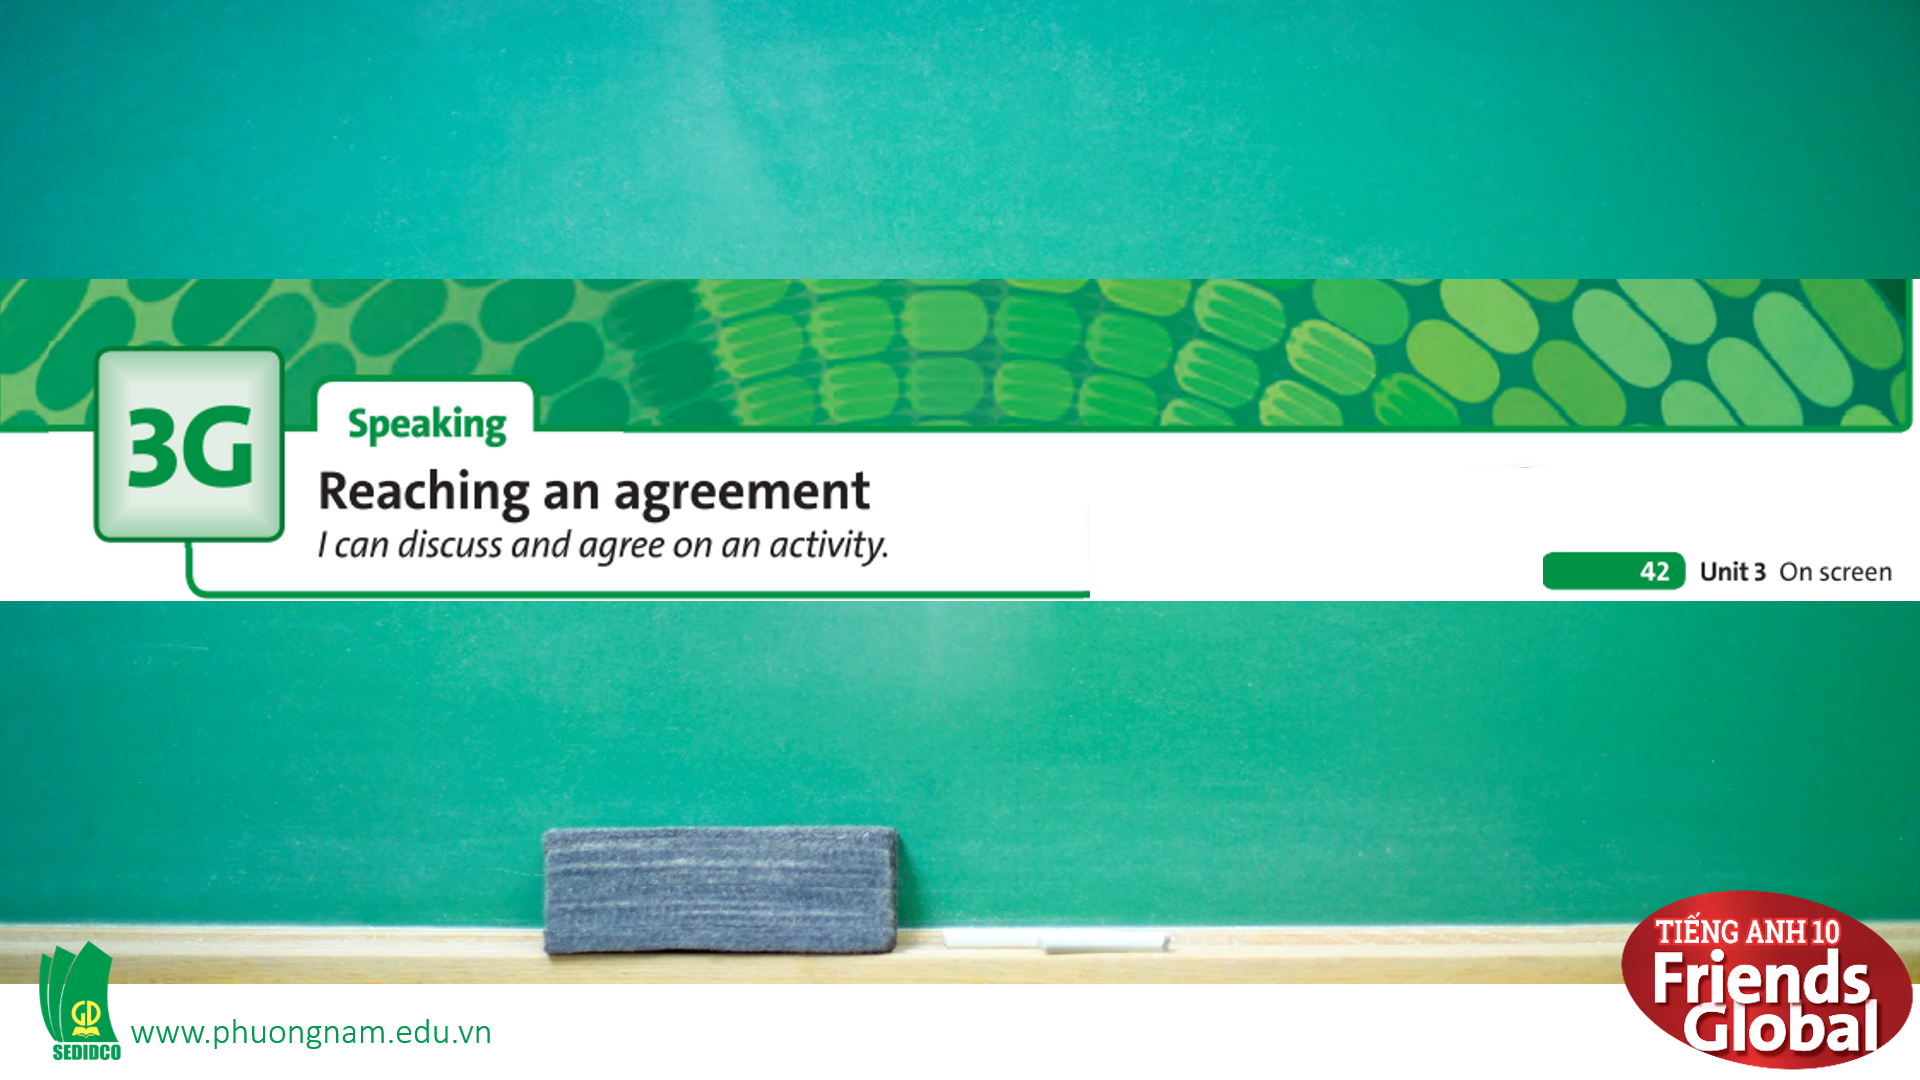 3G
Speaking
Reaching an agreement
I can discuss and agree on an activity.
42 Unit 3 On screen
GD
SEDIDCO
www.phuongnam.edu.vn
TIẾNG ANH 10
Friends
Global